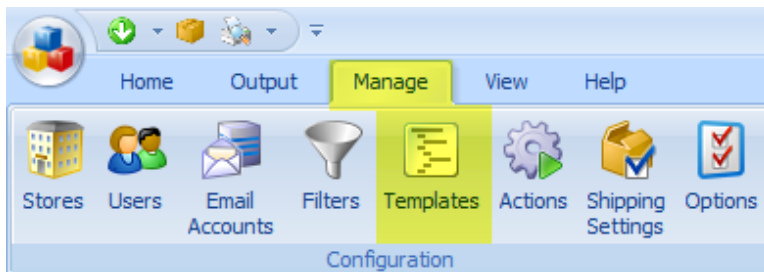 Home Output Manage View Help
Stores Users Email Accounts Filters Templates Actions Shipping Settings Options
Configuration